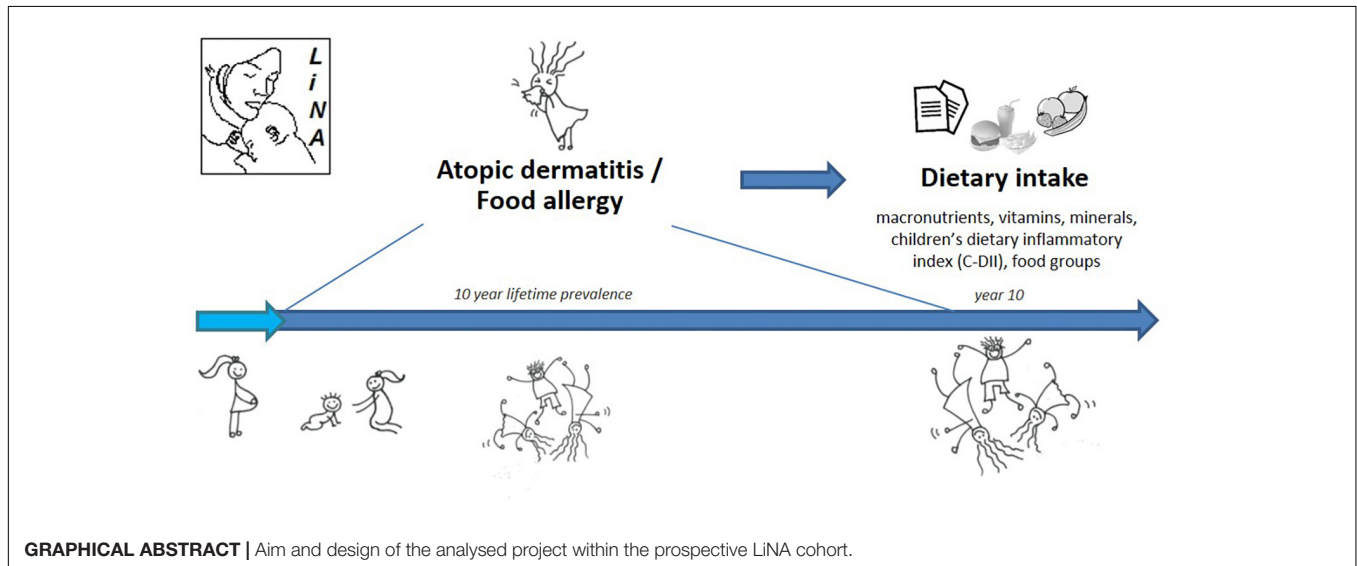 LiNA
Atopic dermatitis /
Food allergy
Dietary intake
macronutrients, vitamins, minerals,
children's dietary inflammatory
index (C-DII), food groups
10 year lifetime prevalence
year 10
GRAPHICAL ABSTRACT | Aim and design of the analysed project within the prospective LiNA cohort.